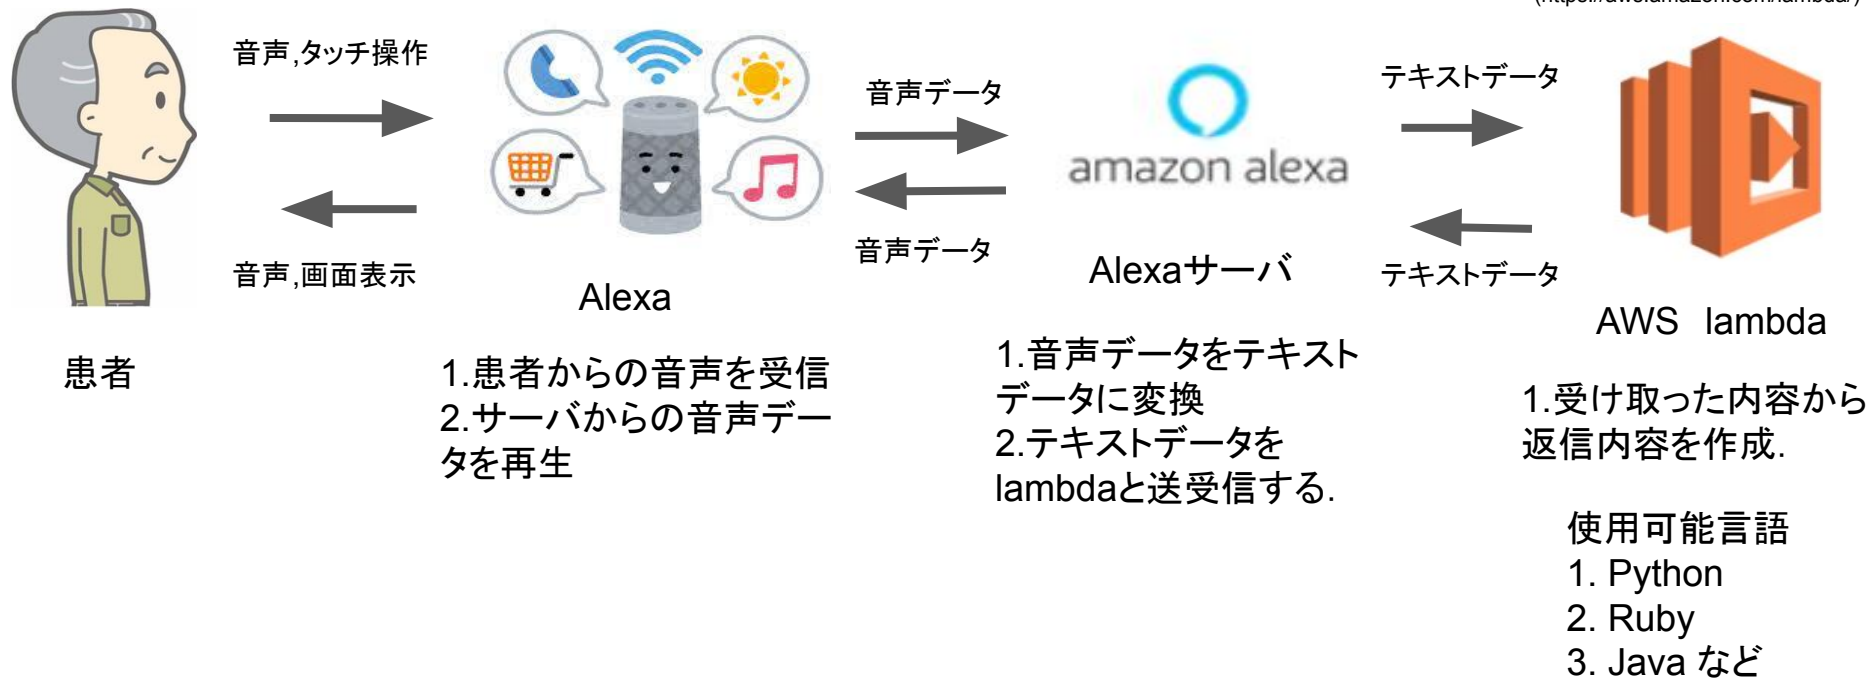 音声,タッチ操作
音声,画面表示
患者
Alexa
1.患者からの音声を受信
2.サーバからの音声デー
タを再生
音声データ
音声データ
amazon alexa
Alexaサーバ
1.音声データをテキスト
データに変換
2.テキストデータを
lambdaと送受信する.
テキストデータ
テキストデータ
AWS　lambda
1.受け取った内容から
返信内容を作成.
使用可能言語
1. Python
2. Ruby
3. Java など